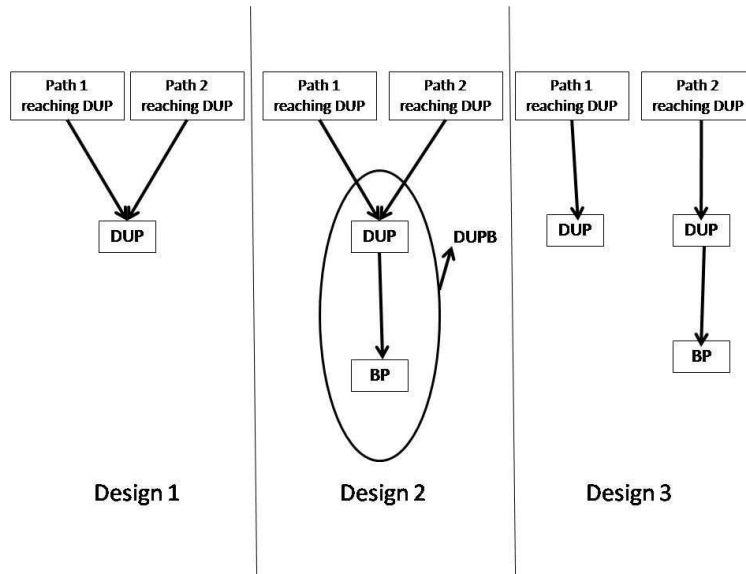 Path 1
reaching DUP
Path 2
reaching DUP
DUP
Design 1
Path 1
reaching DUP
Path 2
reaching DUP
DUP
DUPB
BP
Design 2
Path 1
reaching DUP
Path 2
reaching DUP
DUP
DUP
BP
Design 3